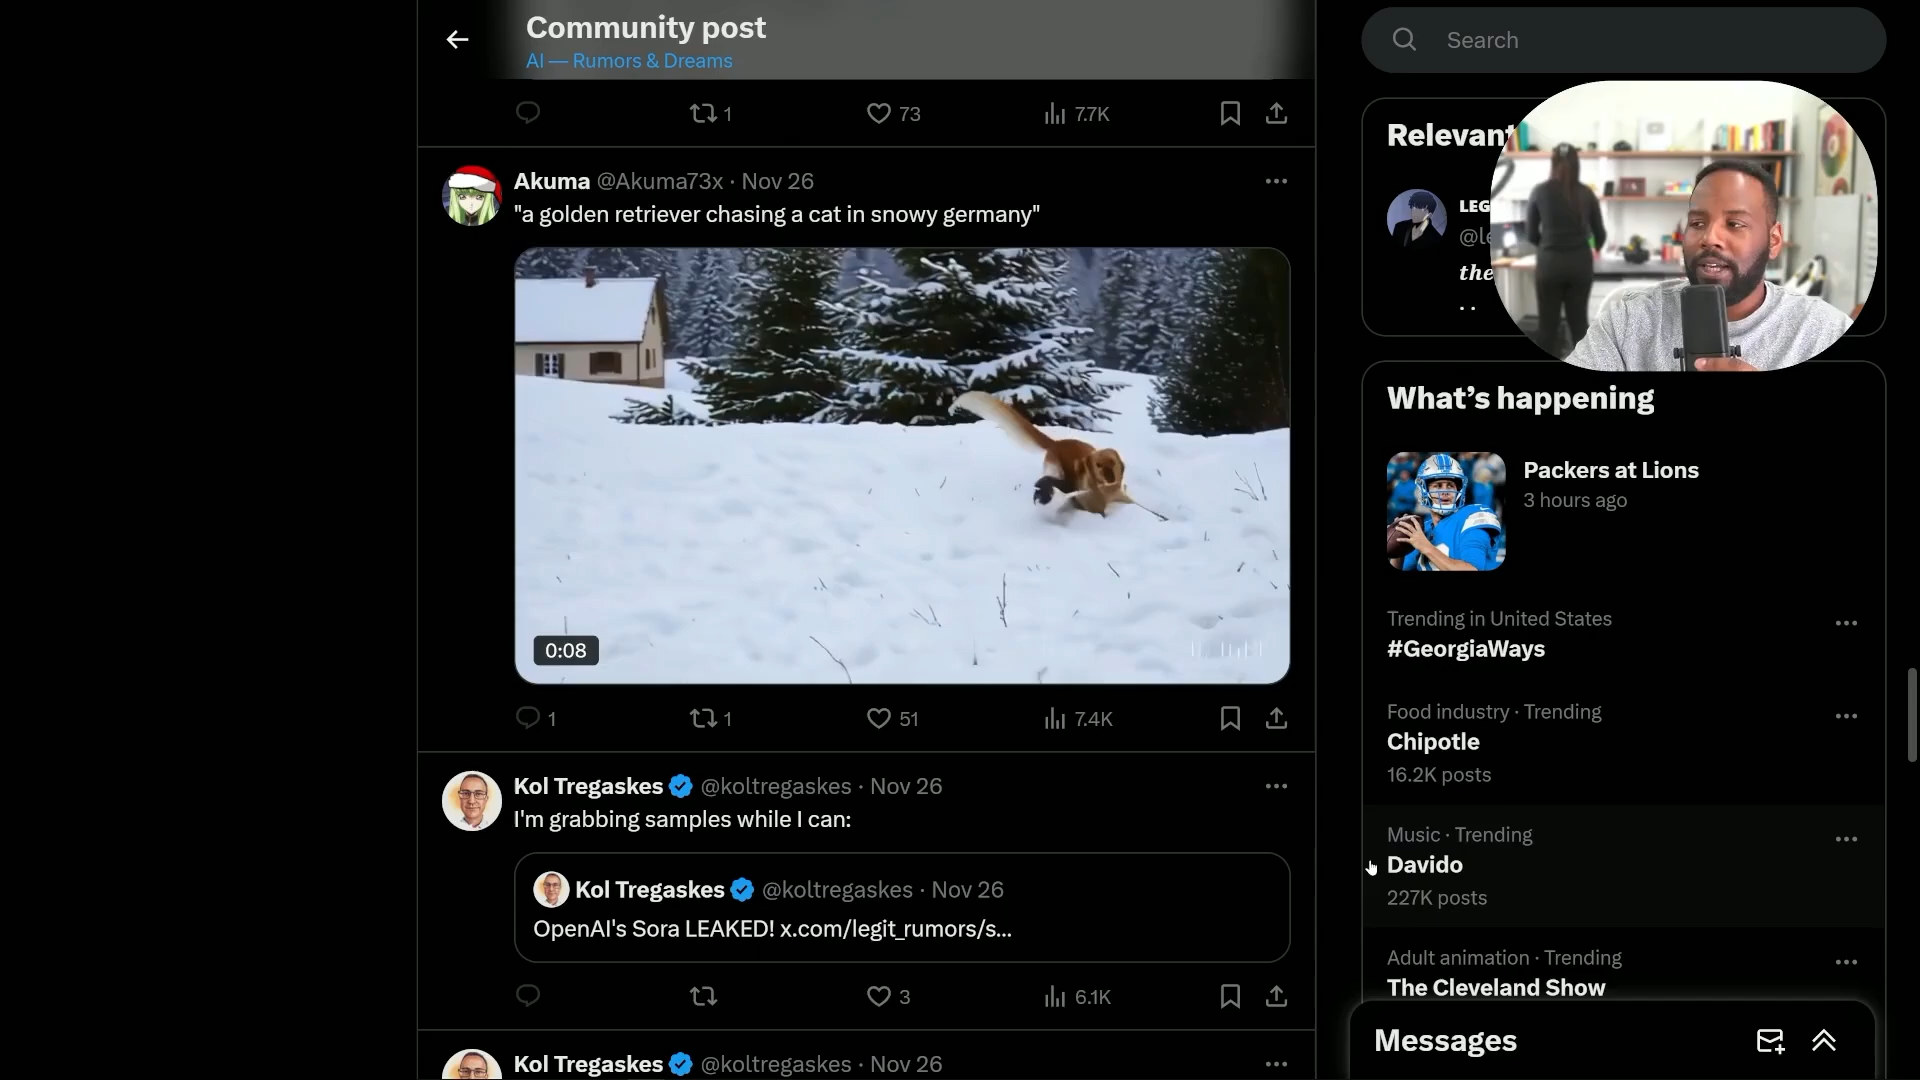 Community post
AI — Rumors & Dreams
1
73
7.7K
Akuma @Akuma73x · Nov 26
"a golden retriever chasing a cat in snowy germany"
0:08
1
1
51
7.4K
Kol Tregaskes @koltregaskes · Nov 26
I'm grabbing samples while I can:
Kol Tregaskes @koltregaskes · Nov 26
OpenAI's Sora LEAKED! x.com/legit_rumors/s...
3
6.1K
Kol Tregaskes @koltregaskes · Nov 26
Search
Relevant
LEG
@le
the
..
What's happening
Packers at Lions
3 hours ago
Trending in United States
#GeorgiaWays
Food industry · Trending
Chipotle
16.2K posts
Music · Trending
Davido
227K posts
Adult animation · Trending
The Cleveland Show
Messages